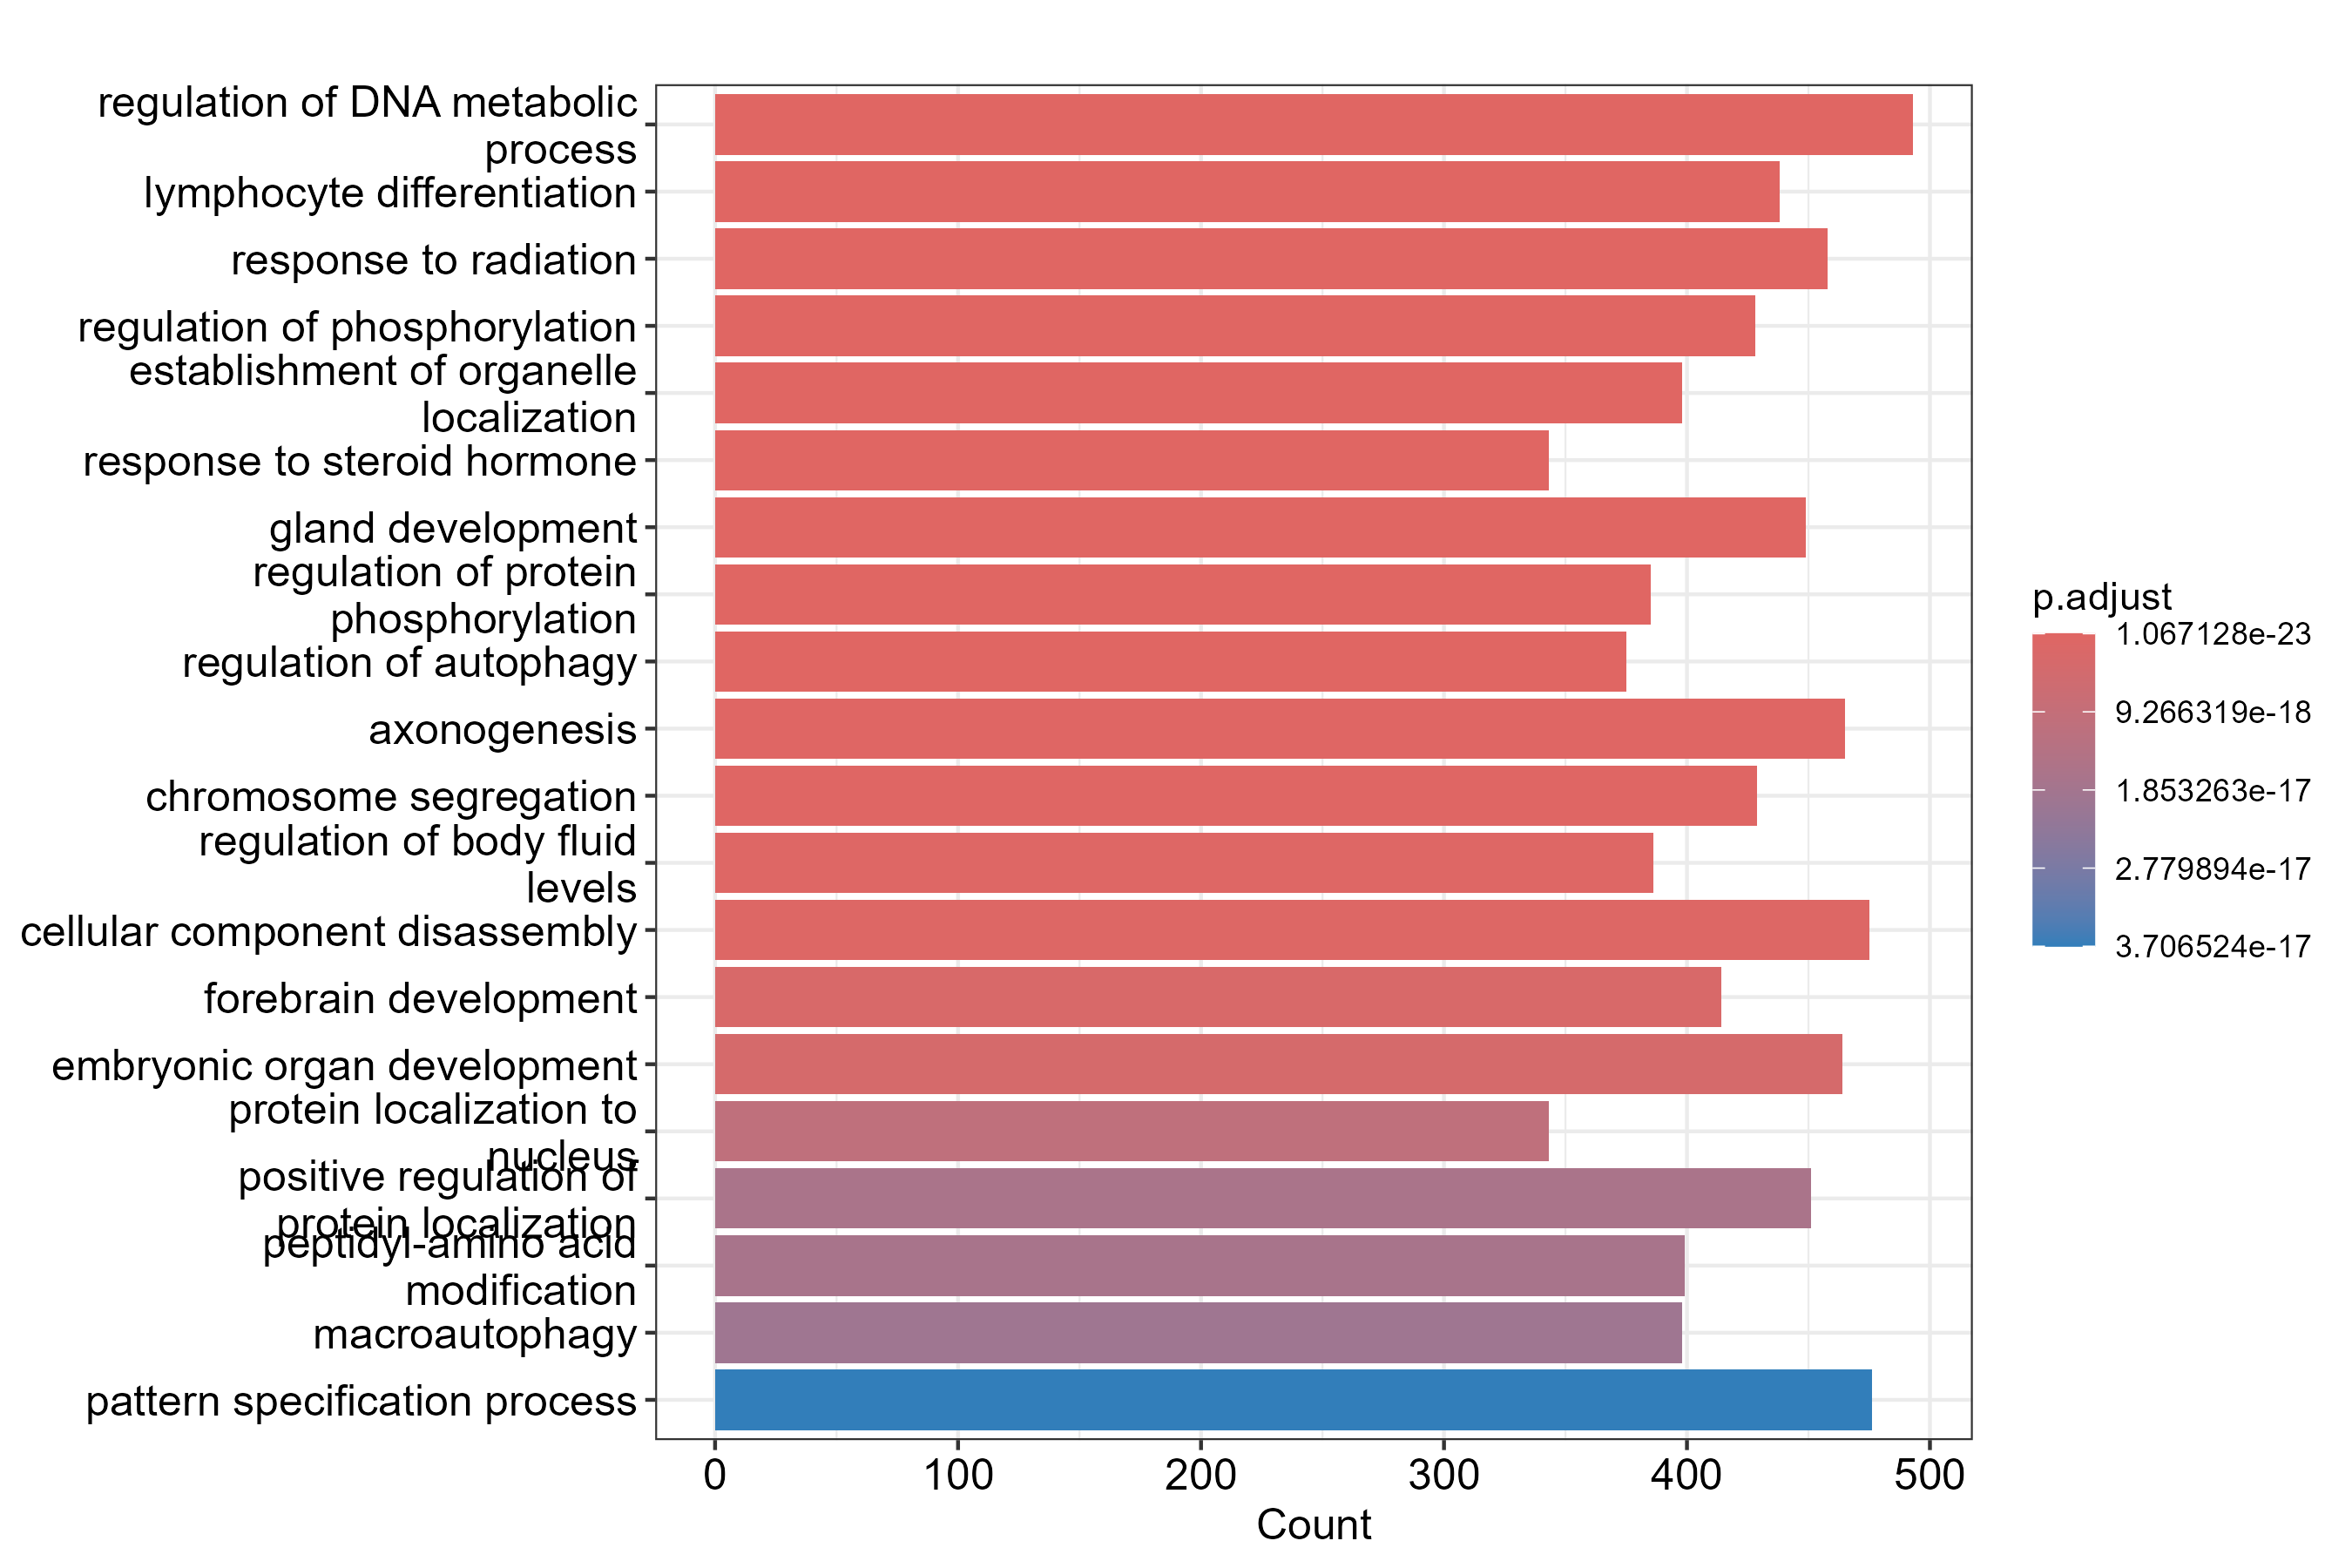 regulation of DNA metabolic
process
lymphocyte differentiation
response to radiation
regulation of phosphorylation
establishment of organelle
localization
response to steroid hormone
gland development
regulation of protein
phosphorylation
regulation of autophagy
axonogenesis
chromosome segregation
regulation of body fluid
levels
cellular component disassembly
forebrain development
embryonic organ development
protein localization to
nucleus
positive regulation of
protein localization
peptidyl-amino acid
modification
macroautophagy
pattern specification process
0 100 200 300 400 500
Count
p.adjust
1.067128e-23
9.266319e-18
1.853263e-17
2.779894e-17
3.706524e-17